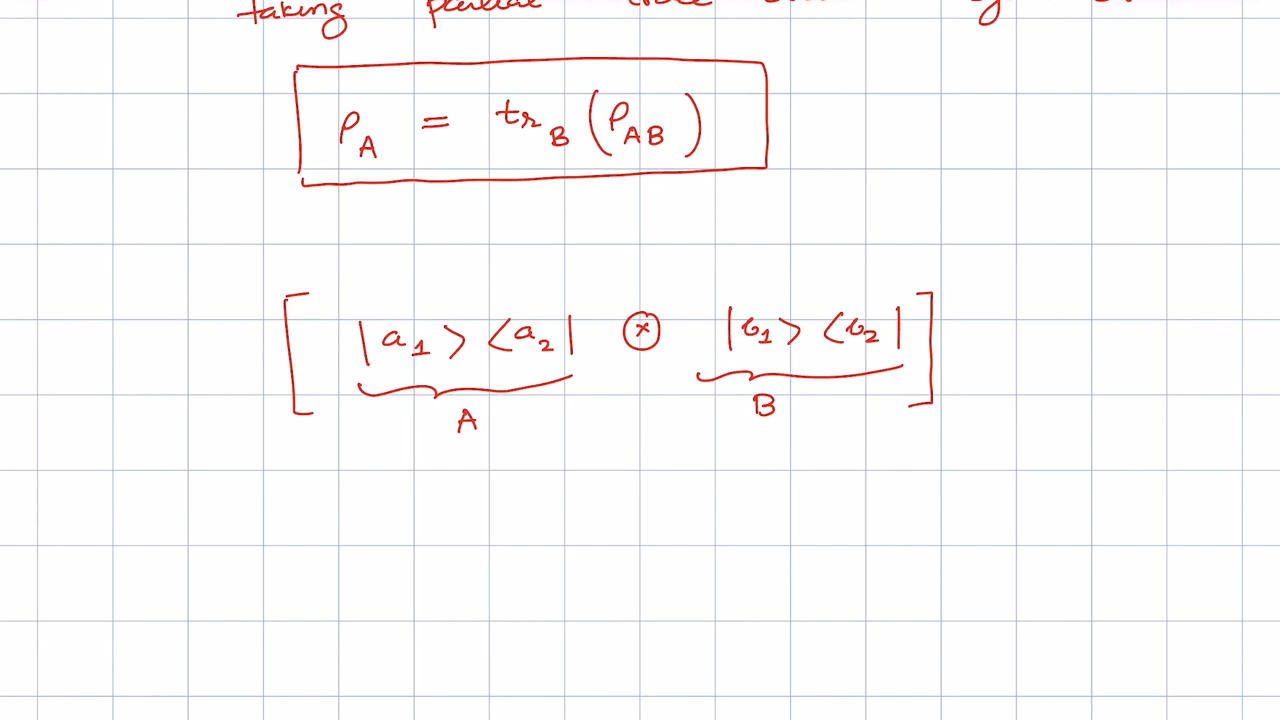 taking partial
ρ_A = tr_B (ρ_AB)
[ |a_1> <a_2| ⊗ |b_1> <b_2| ]
A B